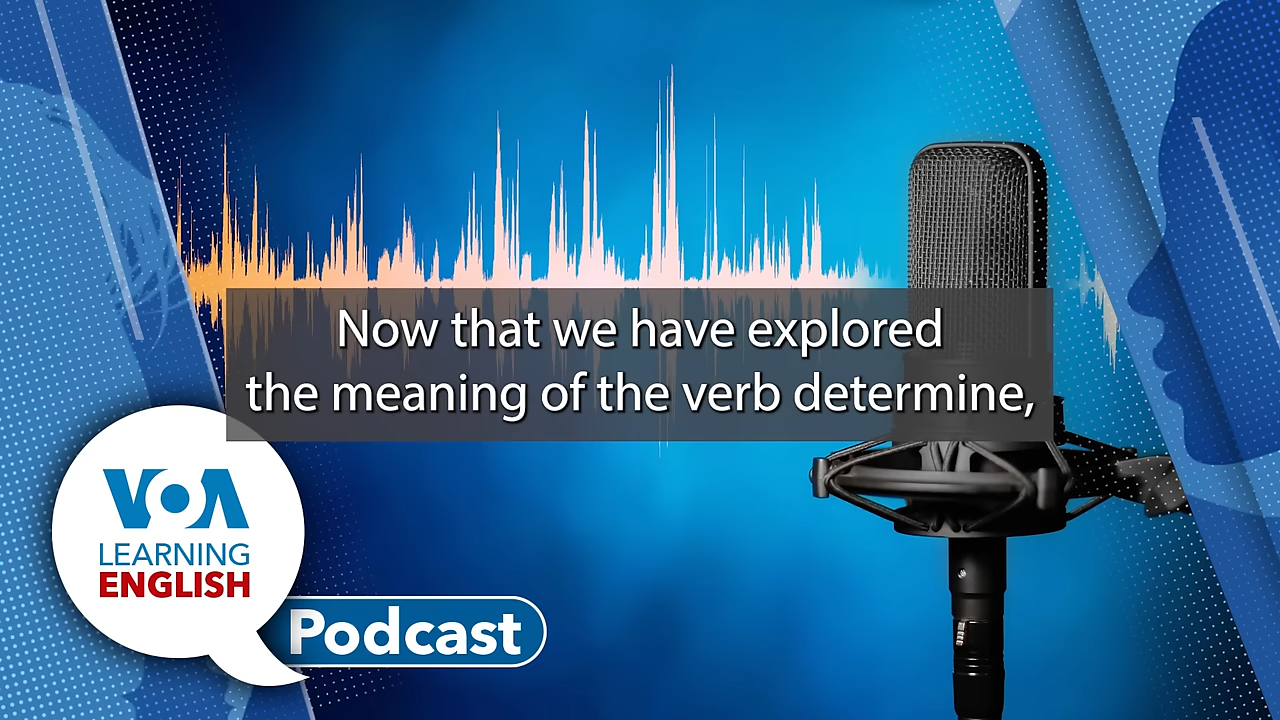 Now that we have explored
the meaning of the verb determine,
VOA
LEARNING
ENGLISH
Podcast